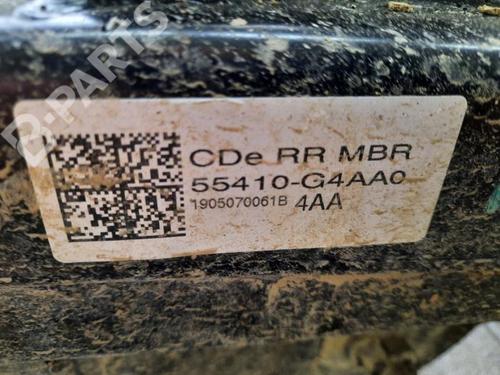 B-PARTS
CDe RR MBR
55410-G4AA0
1905070061B 4AA